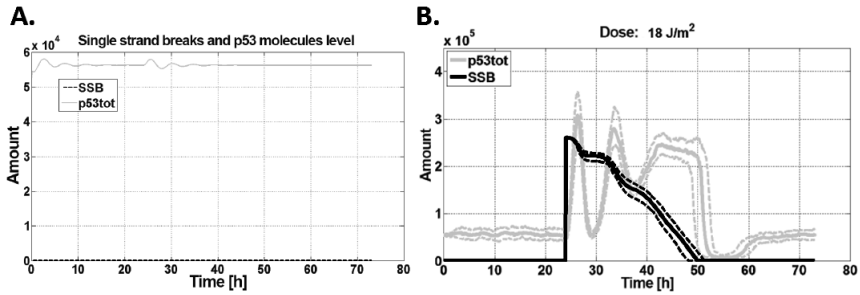 A.
Single strand breaks and p53 molecules level
x 10⁴
6
5
4
3
2
1
0
Amount
SSB
p53tot
0 10 20 30 40 50 60 70 80
Time [h]
B.
Dose: 18 J/m²
x 10⁵
4
3
2
1
0
Amount
p53tot
SSB
0 10 20 30 40 50 60 70 80
Time [h]